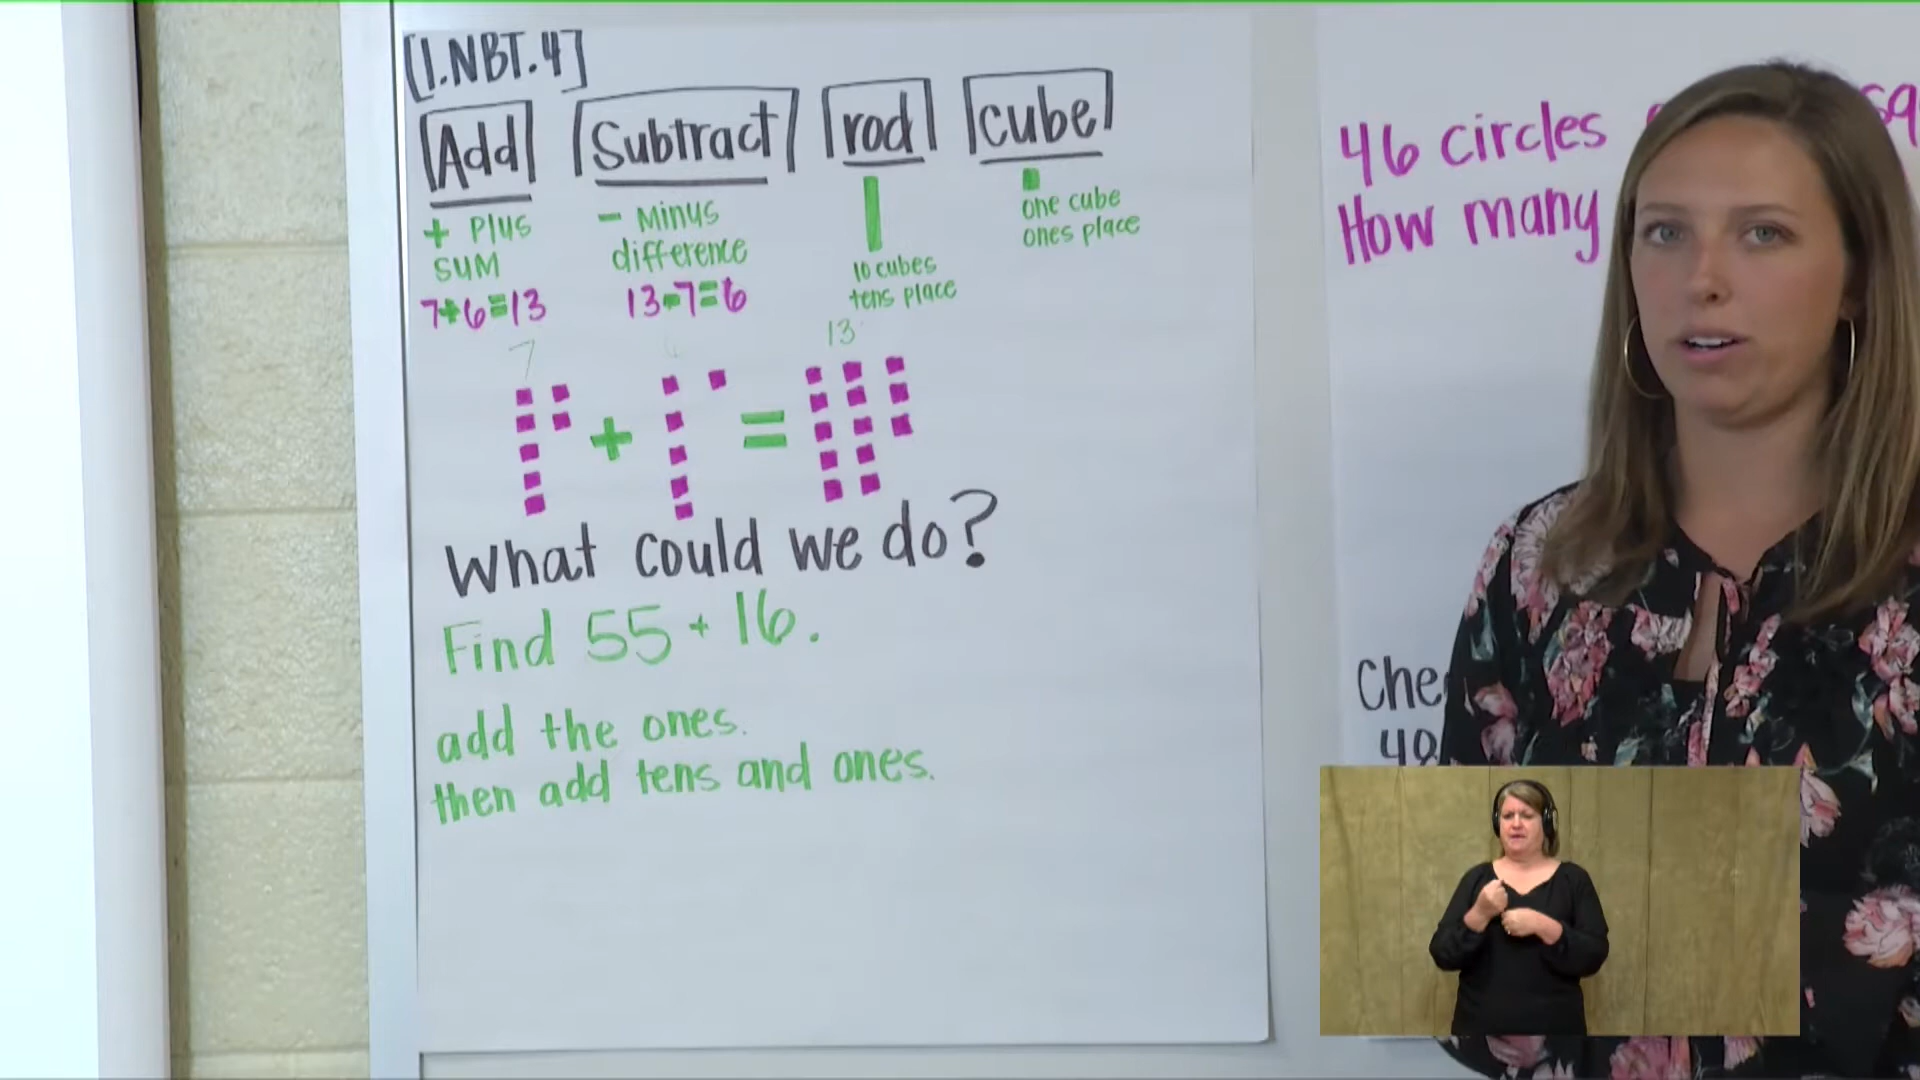 [1.NBT.4]
Add Subtract rod cube
+ Plus
sum
7+6=13
- Minus
difference
13-7=6
10 cubes
tens place
one cube
ones place
7
13
+ =
What could we do?
Find 55 + 16.
add the ones.
then add tens and ones.
46 circles
How many